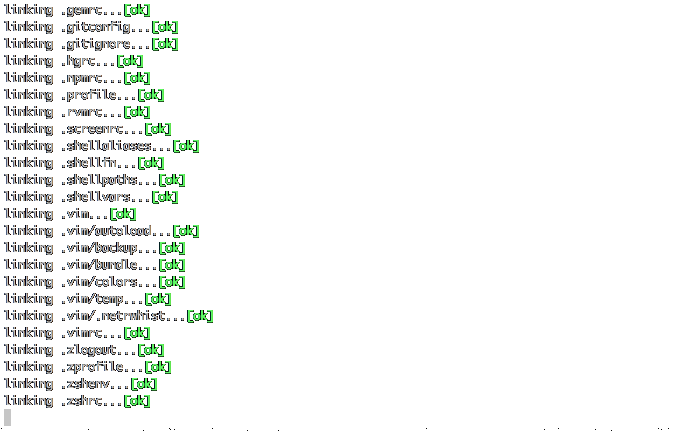 linking .gemrc...[ok]
linking .gitconfig...[ok]
linking .gitignore...[ok]
linking .hgrc...[ok]
linking .npmrc...[ok]
linking .profile...[ok]
linking .rvmrc...[ok]
linking .screenrc...[ok]
linking .shellaliases...[ok]
linking .shellfn...[ok]
linking .shellpaths...[ok]
linking .shellvars...[ok]
linking .vim...[ok]
linking .vim/autoload...[ok]
linking .vim/backup...[ok]
linking .vim/bundle...[ok]
linking .vim/colors...[ok]
linking .vim/temp...[ok]
linking .vim/.netrwhist...[ok]
linking .vimrc...[ok]
linking .zlogout...[ok]
linking .zprofile...[ok]
linking .zshenv...[ok]
linking .zshrc...[ok]